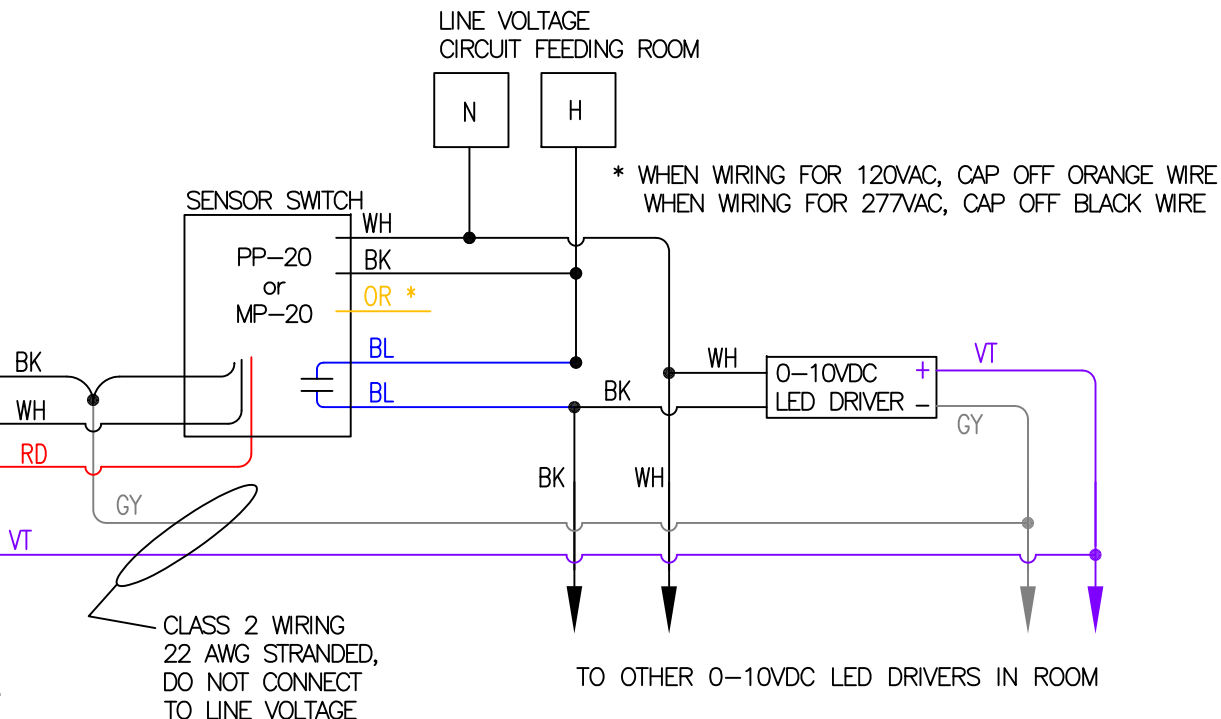 LINE VOLTAGE
CIRCUIT FEEDING ROOM
N
H
* WHEN WIRING FOR 120VAC, CAP OFF ORANGE WIRE
WHEN WIRING FOR 277VAC, CAP OFF BLACK WIRE
SENSOR SWITCH
PP-20
or
MP-20
WH
BK
OR *
BL
BL
BK
WH
RD
GY
VT
WH
BK
0-10VDC +
LED DRIVER -
VT
GY
BK
WH
CLASS 2 WIRING
22 AWG STRANDED,
DO NOT CONNECT
TO LINE VOLTAGE
TO OTHER 0-10VDC LED DRIVERS IN ROOM